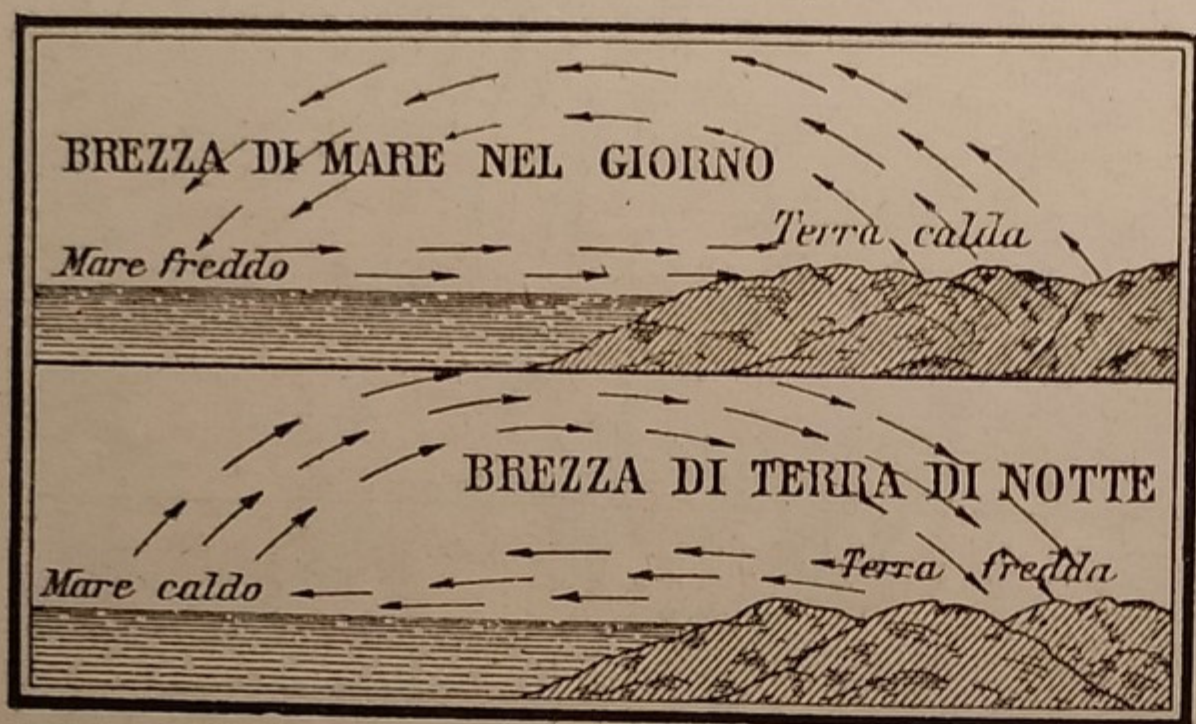 BREZZA DI MARE NEL GIORNO
Terra calda
Mare freddo
BREZZA DI TERRA DI NOTTE
Terra fredda
Mare caldo